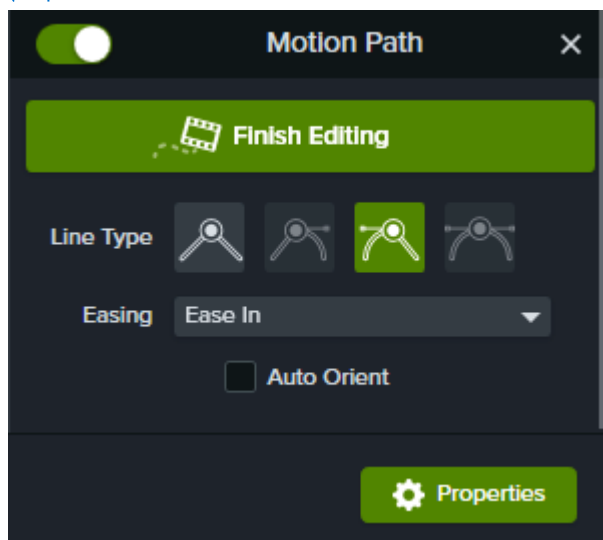 Motion Path
Finish Editing
Line Type
Easing Ease In
Auto Orient
Properties